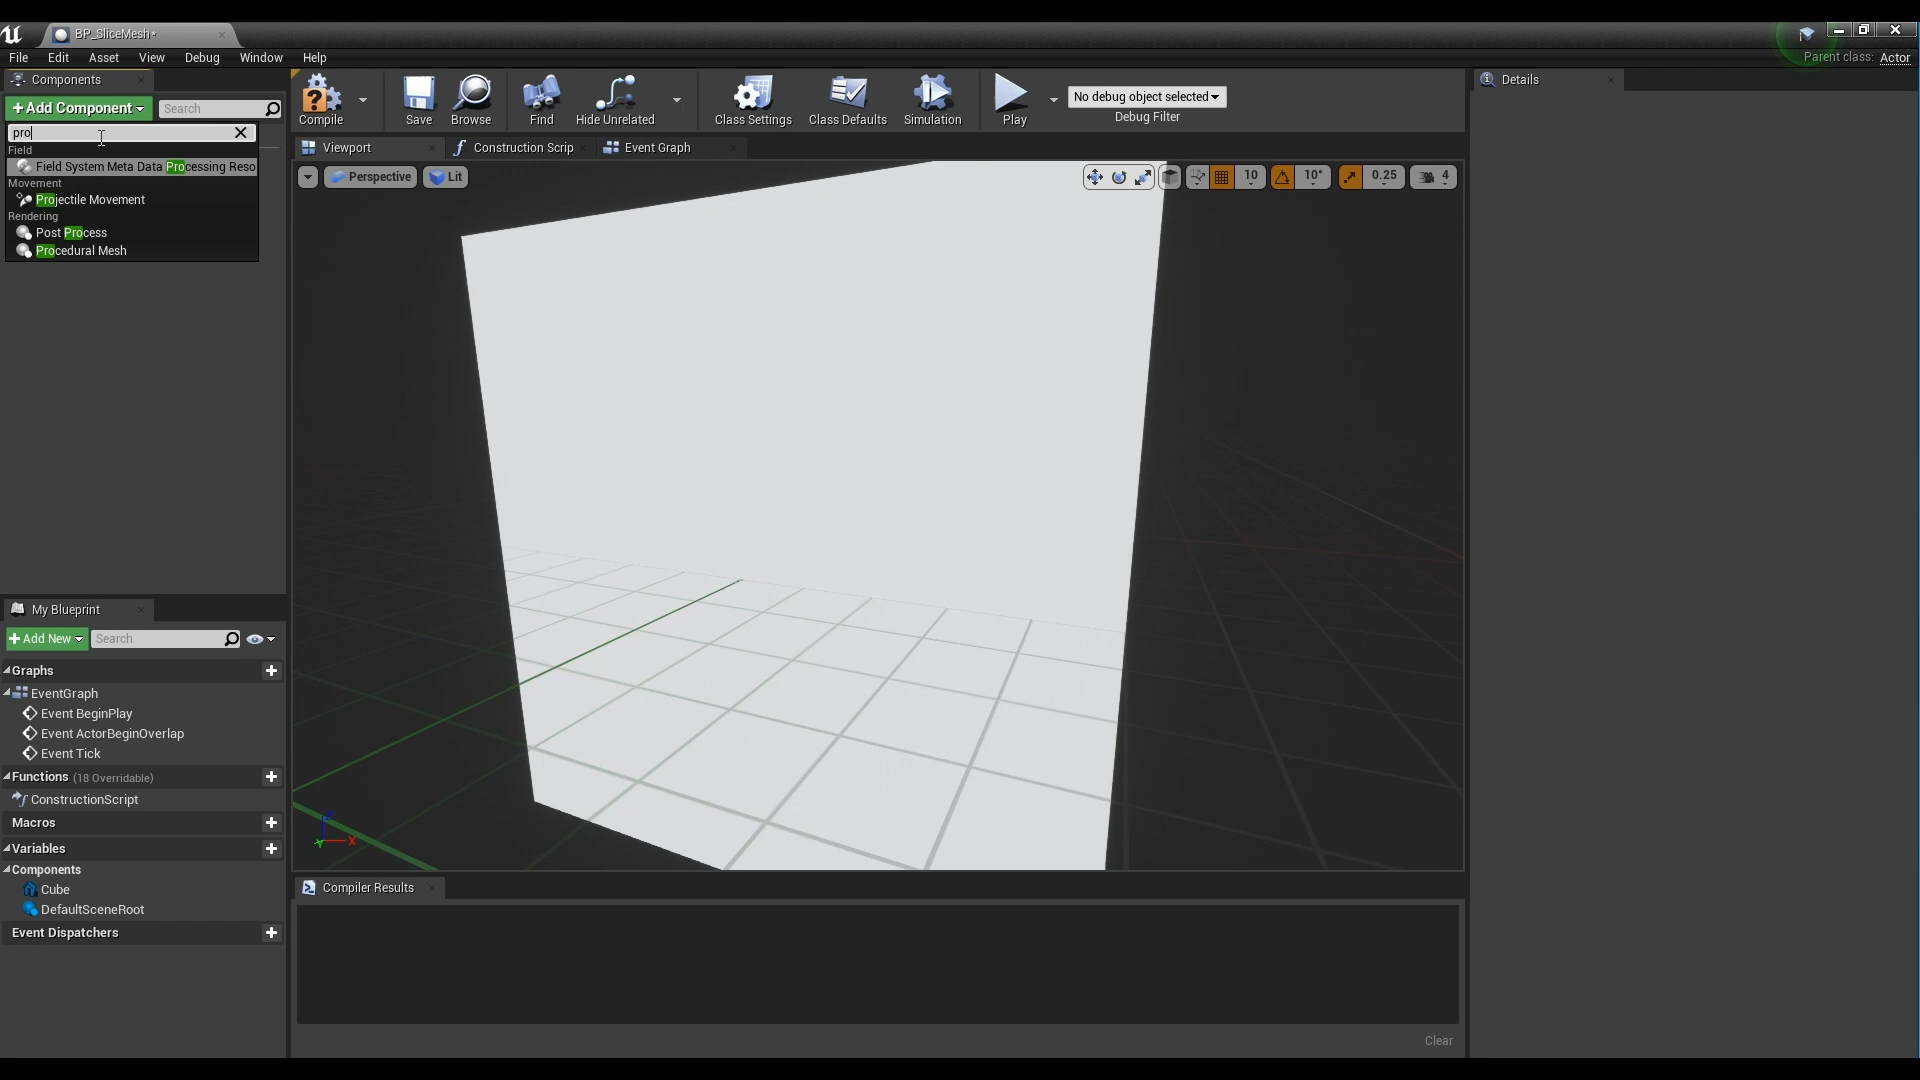 BP_SliceMesh*
File Edit Asset View Debug Window Help
Parent class: Actor
Components
+Add Component
Search
pro
Field
Field System Meta Data Processing Reso
Movement
Projectile Movement
Rendering
Post Process
Procedural Mesh
Compile
Save
Browse
Find
Hide Unrelated
Class Settings
Class Defaults
Simulation
Play
No debug object selected
Debug Filter
Details
Viewport
Construction Scrip
Event Graph
Perspective
Lit
10
10°
0.25
4
X
My Blueprint
+Add New
Search
Graphs
EventGraph
Event BeginPlay
Event ActorBeginOverlap
Event Tick
Functions (18 Overridable)
ConstructionScript
Macros
Variables
Components
Cube
DefaultSceneRoot
Event Dispatchers
Compiler Results
Clear